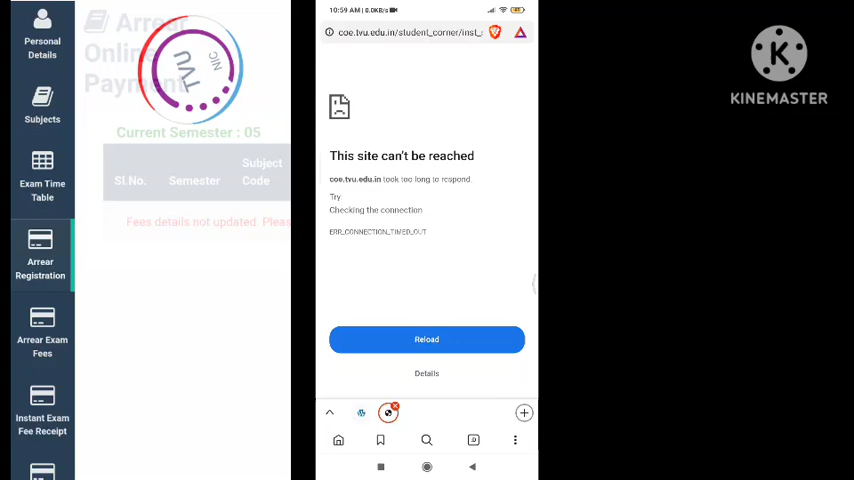 Personal
Details
Subjects
Exam Time
Table
Arrear
Registration
Arrear Exam
Fees
Instant Exam
Fee Receipt
Arrear
Online
Payment
TVU
NIC
Current Semester : 05
Sl.No.
Semester
Subject
Code
Fees details not updated. Pleas
10:59 AM | 0.0KB/s
coe.tvu.edu.in/student_corner/inst_
This site can't be reached
coe.tvu.edu.in took too long to respond.
Try
Checking the connection
ERR_CONNECTION_TIMED_OUT
Reload
Details
K
KINEMASTER